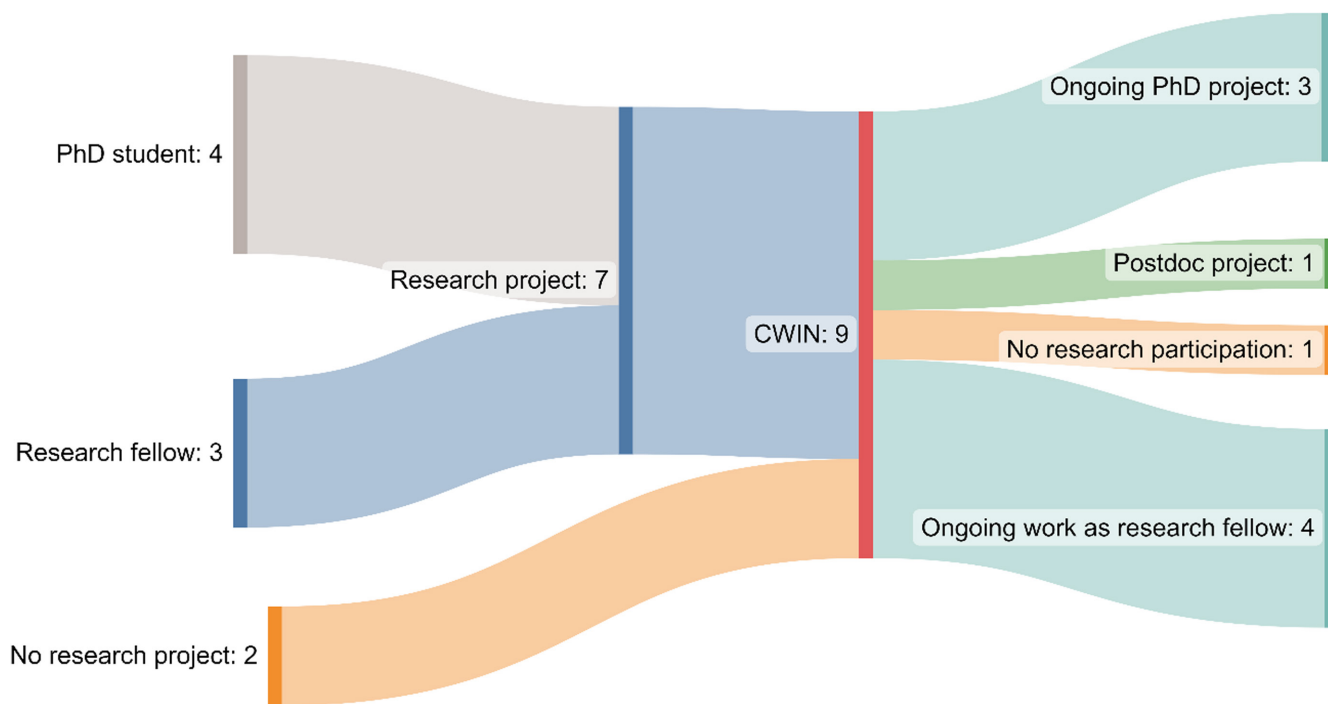 PhD student: 4
Research fellow: 3
No research project: 2
Research project: 7
CWIN: 9
Ongoing PhD project: 3
Postdoc project: 1
No research participation: 1
Ongoing work as research fellow: 4